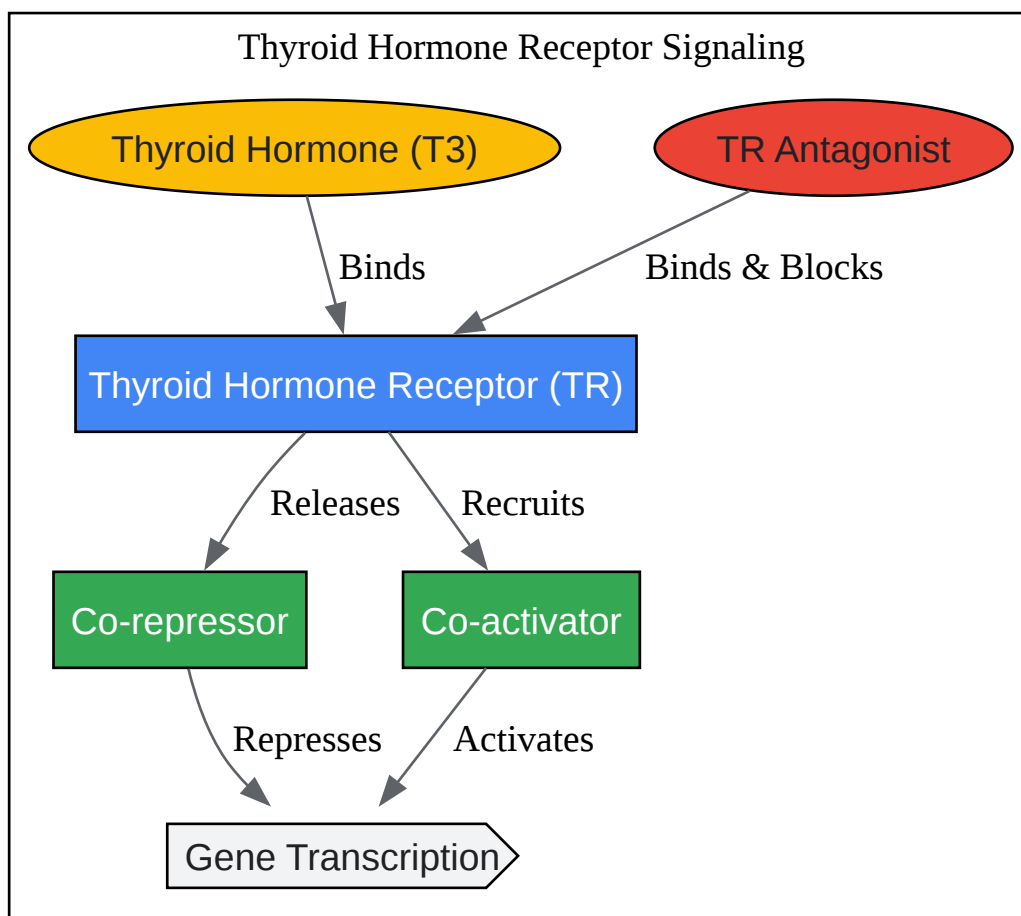 Thyroid Hormone Receptor Signaling
Thyroid Hormone (T3)
TR Antagonist
Binds
Binds & Blocks
Thyroid Hormone Receptor (TR)
Releases
Recruits
Co-repressor
Co-activator
Represses
Activates
Gene Transcription